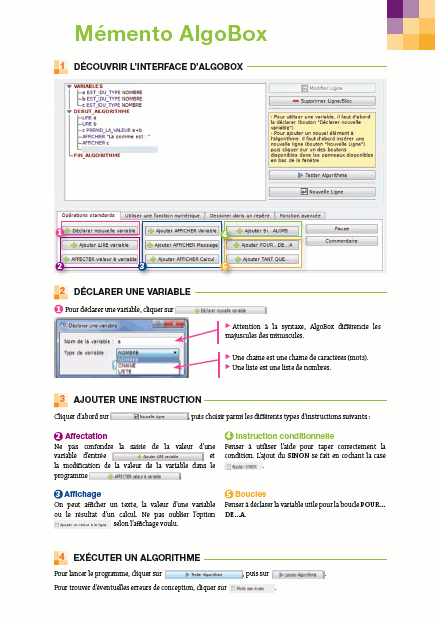 Mémento AlgoBox
1 DÉCOUVRIR L'INTERFACE D'ALGOBOX
VARIABLES
a EST_DU_TYPE NOMBRE
b EST_DU_TYPE NOMBRE
c EST_DU_TYPE NOMBRE
DEBUT_ALGORITHME
LIRE a
LIRE b
c PREND_LA_VALEUR a+b
AFFICHER "La somme est : "
AFFICHER c
FIN_ALGORITHME
Modifier Ligne
Supprimer Ligne/Bloc
- Pour utiliser une variable, il faut d'abord
la déclarer (bouton "Déclarer nouvelle
variable").
- Pour ajouter un nouvel élément à
l'algorithme, il faut d'abord insérer une
nouvelle ligne (bouton "Nouvelle Ligne"),
puis cliquer sur un des boutons
disponibles dans les panneaux disponibles
en bas de la fenêtre.
Tester Algorithme
Nouvelle Ligne
Opérations standards Utiliser une fonction numérique Dessiner dans un repère Fonction avancée
1 Déclarer nouvelle variable Ajouter AFFICHER Variable 4 Ajouter SI...ALORS Pause
Ajouter LIRE variable Ajouter AFFICHER Message Ajouter POUR...DE...A Commentaire
AFFECTER valeur à variable Ajouter AFFICHER Calcul Ajouter TANT QUE...
2 3 5
2 DÉCLARER UNE VARIABLE
1 Pour déclarer une variable, cliquer sur Déclarer nouvelle variable
Déclarer une variable
Nom de la variable : a
Type de variable : NOMBRE
NOMBRE
CHAINE
LISTE
Attention à la syntaxe, AlgoBox différencie les
majuscules des minuscules.
Une chaine est une chaine de caractères (mots).
Une liste est une liste de nombres.
3 AJOUTER UNE INSTRUCTION
Cliquer d'abord sur Nouvelle Ligne , puis choisir parmi les différents types d'instructions suivants :
2 Affectation
Ne pas confondre la saisie de la valeur d'une
variable d'entrée Ajouter LIRE variable et
la modification de la valeur de la variable dans le
programme AFFECTER valeur à variable
4 Instruction conditionnelle
Penser à utiliser l'aide pour taper correctement la
condition. L'ajout du SINON se fait en cochant la case
Ajouter SINON .
3 Affichage
On peut afficher un texte, la valeur d'une variable
ou le résultat d'un calcul. Ne pas oublier l'option
Ajouter un retour à la ligne selon l'affichage voulu.
5 Boucles
Penser à déclarer la variable utile pour la boucle POUR...
DE...A.
4 EXÉCUTER UN ALGORITHME
Pour lancer le programme, cliquer sur Tester Algorithme , puis sur Lancer Algorithme .
Pour trouver d'éventuelles erreurs de conception, cliquer sur Mode pas à pas .